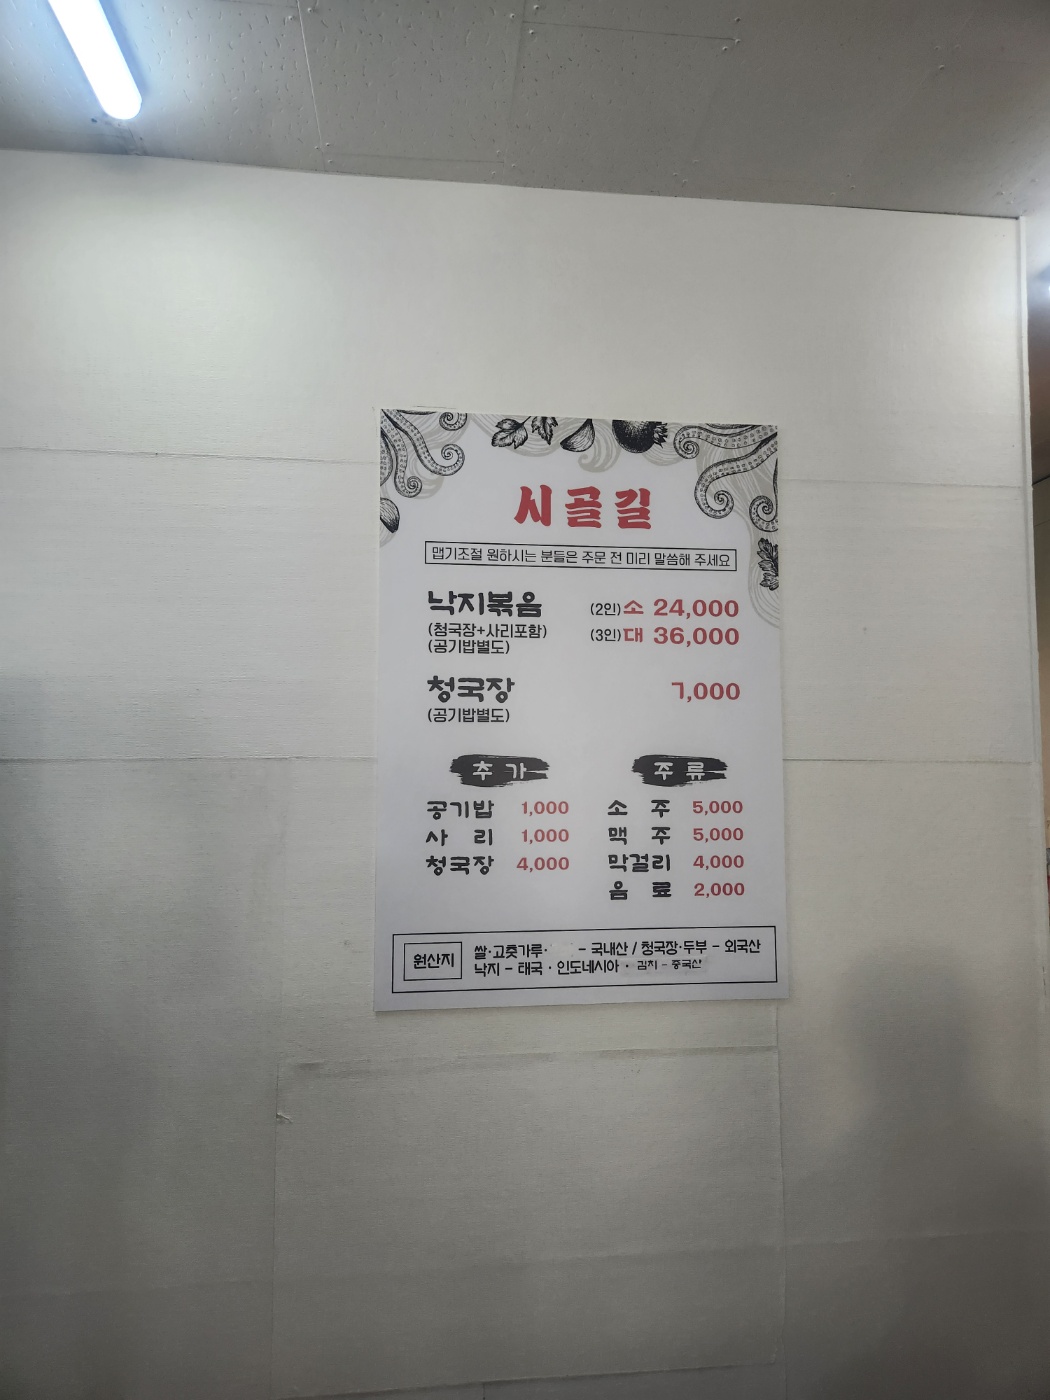 시골길
맵기조절 원하시는 분들은 주문 전 미리 말씀해 주세요
낙지볶음 (2인)소 24,000
(청국장+사리포함) (3인)대 36,000
(공기밥별도)
청국장 7,000
(공기밥별도)
추 가
공기밥 1,000
사 리 1,000
청국장 4,000
주 류
소 주 5,000
맥 주 5,000
막걸리 4,000
음 료 2,000
원산지
쌀·고춧가루· - 국내산 / 청국장·두부 - 외국산
낙지 - 태국 · 인도네시아 · 김치 - 중국산